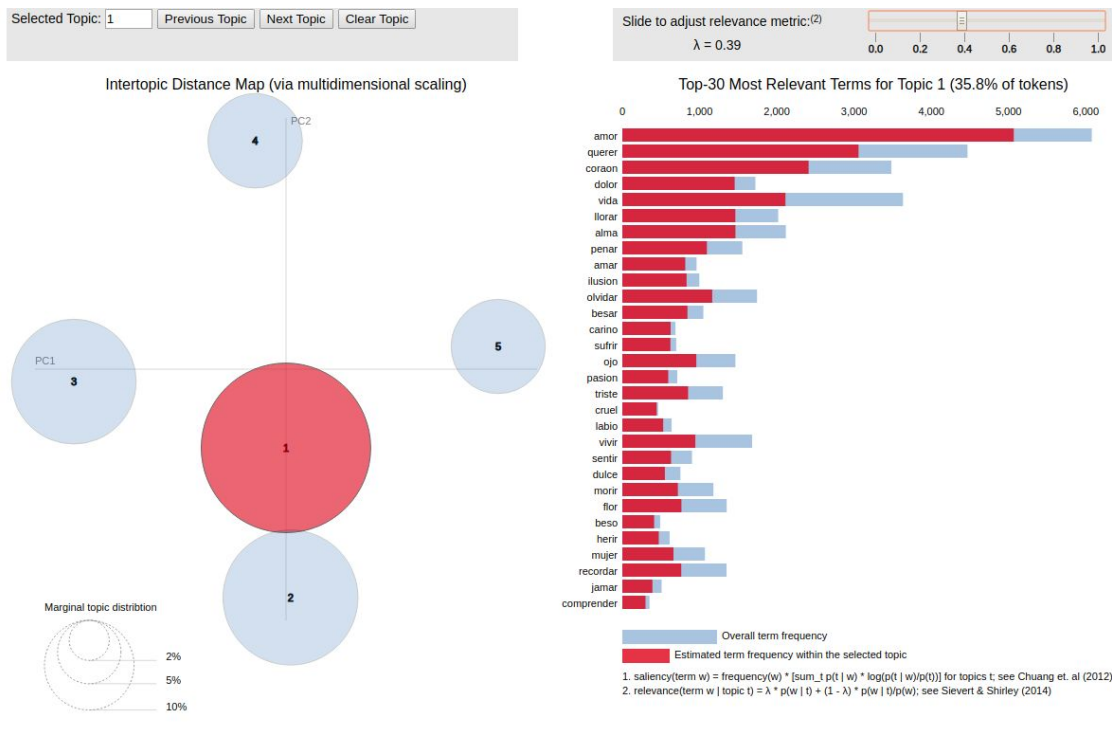 Selected Topic: 1 Previous Topic Next Topic Clear Topic
Slide to adjust relevance metric:(2)
λ = 0.39
0.0 0.2 0.4 0.6 0.8 1.0
Intertopic Distance Map (via multidimensional scaling)
PC2
4
5
PC1
3
1
2
Marginal topic distribtion
2%
5%
10%
Top-30 Most Relevant Terms for Topic 1 (35.8% of tokens)
0 1,000 2,000 3,000 4,000 5,000 6,000
amor
querer
coraon
dolor
vida
llorar
alma
penar
amar
ilusion
olvidar
besar
carino
sufrir
ojo
pasion
triste
cruel
labio
vivir
sentir
dulce
morir
flor
beso
herir
mujer
recordar
jamar
comprender
Overall term frequency
Estimated term frequency within the selected topic
1. saliency(term w) = frequency(w) * [sum_t p(t | w) * log(p(t | w)/p(t))] for topics t; see Chuang et. al (2012)
2. relevance(term w | topic t) = λ * p(w | t) + (1 - λ) * p(w | t)/p(w); see Sievert & Shirley (2014)